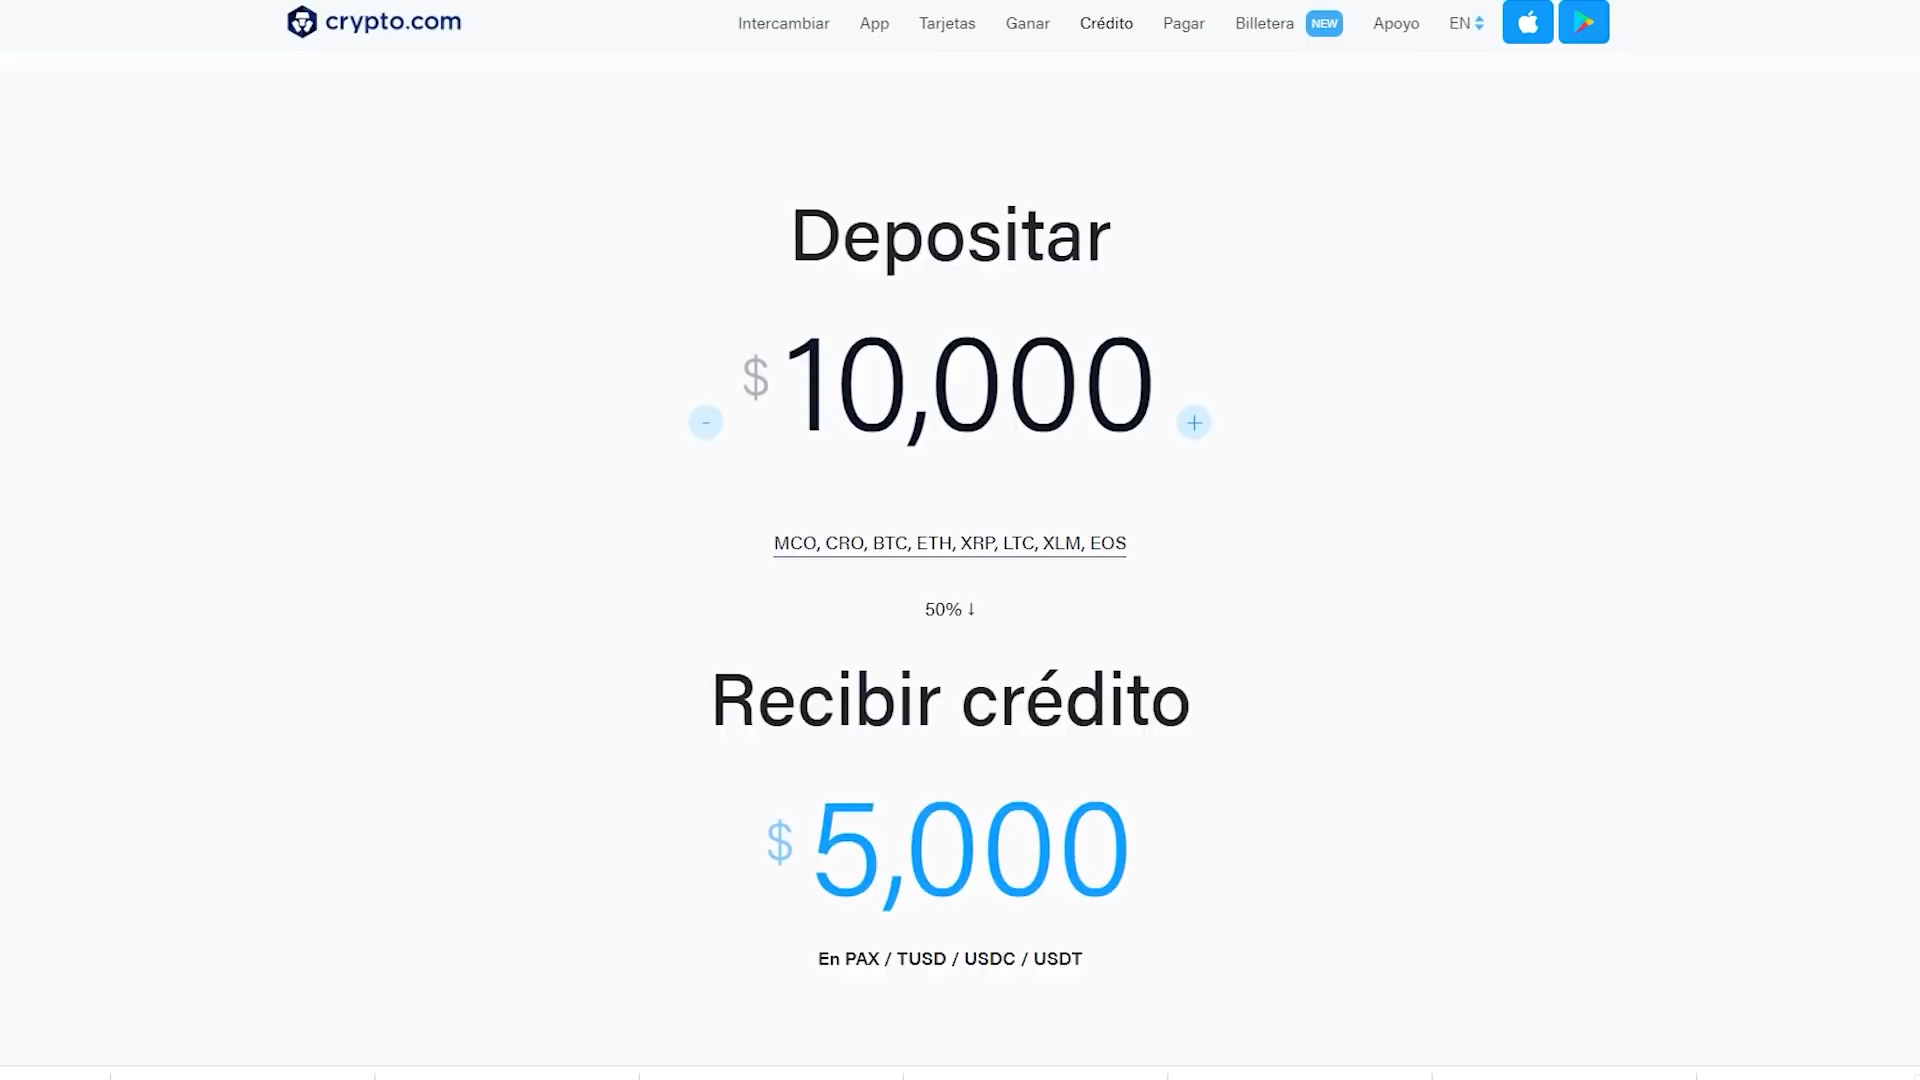 crypto.com
Intercambiar App Tarjetas Ganar Crédito Pagar Billetera NEW Apoyo EN
Depositar
$10,000
- +
MCO, CRO, BTC, ETH, XRP, LTC, XLM, EOS
50% ↓
Recibir crédito
$5,000
En PAX / TUSD / USDC / USDT